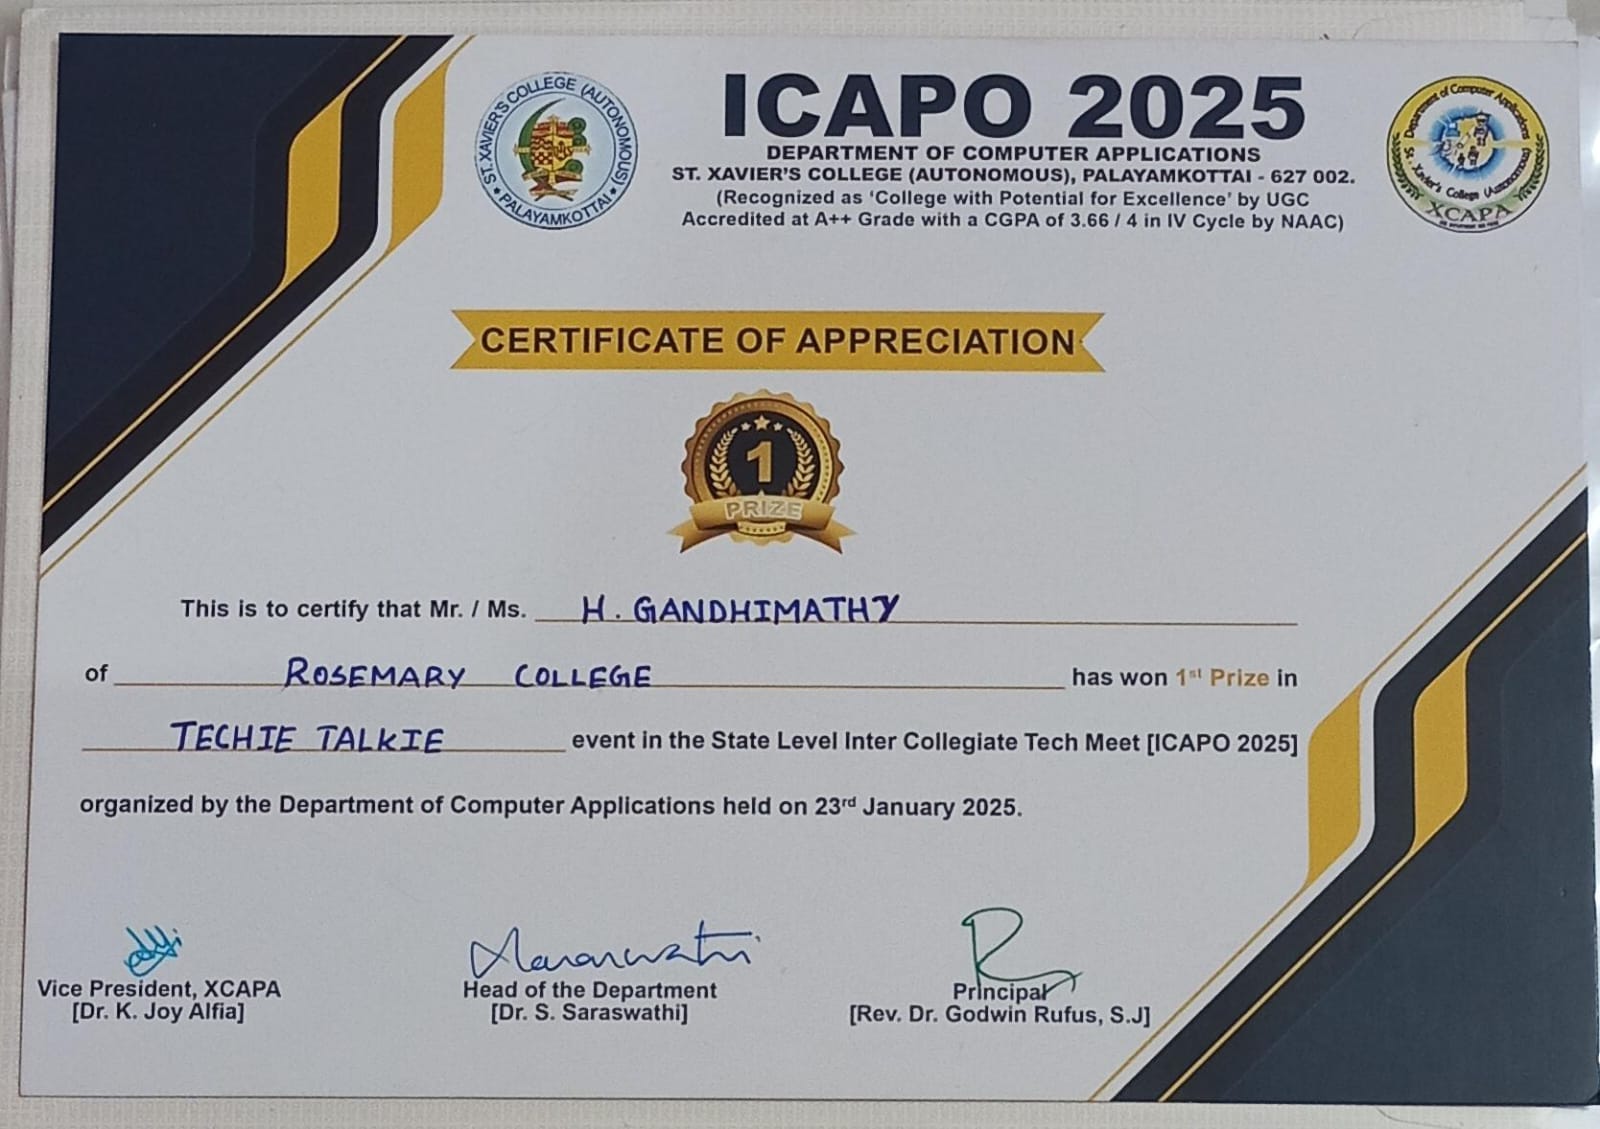 ICAPO 2025
DEPARTMENT OF COMPUTER APPLICATIONS
ST. XAVIER'S COLLEGE (AUTONOMOUS), PALAYAMKOTTAI - 627 002.
(Recognized as 'College with Potential for Excellence' by UGC
Accredited at A++ Grade with a CGPA of 3.66 / 4 in IV Cycle by NAAC)
ST. XAVIER'S COLLEGE (AUTONOMOUS)
PALAYAMKOTTAI
Department of Computer Applications
St. Xavier's College (Autonomous)
XCAPA
CERTIFICATE OF APPRECIATION
1
PRIZE
This is to certify that Mr. / Ms. H. GANDHIMATHY
of ROSEMARY COLLEGE has won 1st Prize in
TECHIE TALKIE event in the State Level Inter Collegiate Tech Meet [ICAPO 2025]
organized by the Department of Computer Applications held on 23rd January 2025.
Saraswathi
Vice President, XCAPA
[Dr. K. Joy Alfia]
Head of the Department
[Dr. S. Saraswathi]
Principal
[Rev. Dr. Godwin Rufus, S.J]